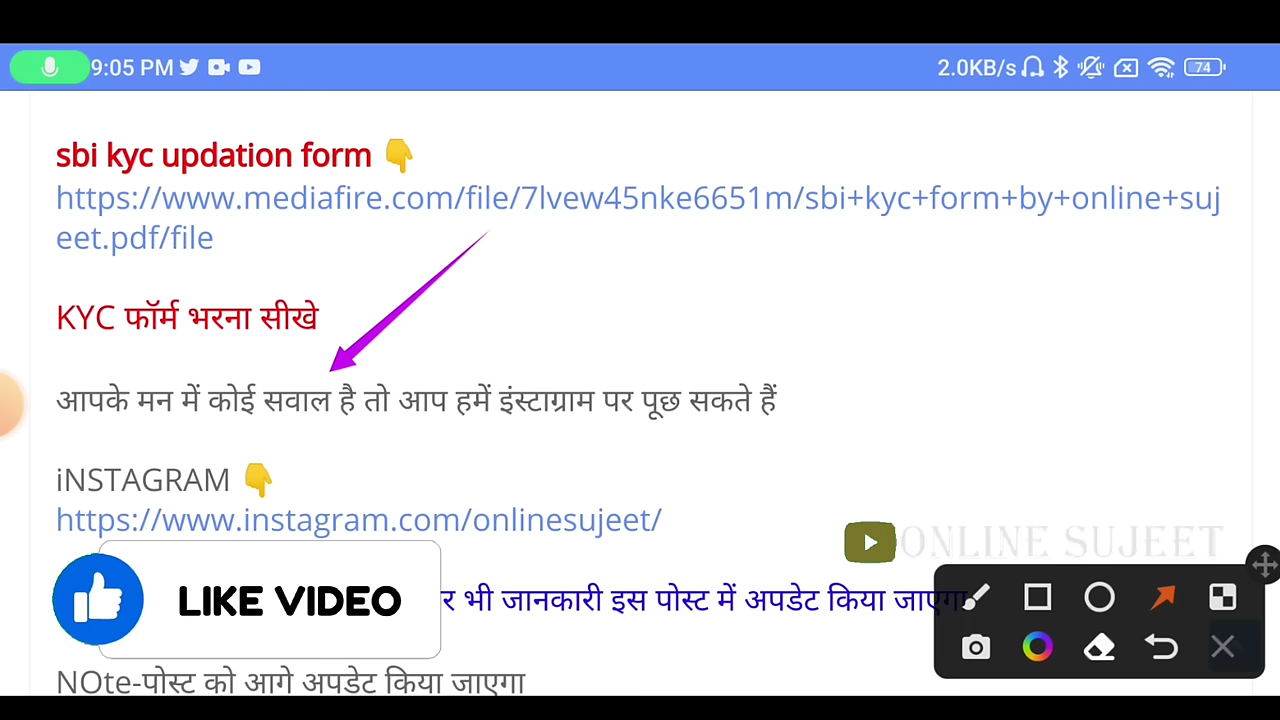 9:05 PM 2.0KB/s 74
sbi kyc updation form
https://www.mediafire.com/file/7lvew45nke6651m/sbi+kyc+form+by+online+suj
eet.pdf/file
KYC फॉर्म भरना सीखे
आपके मन में कोई सवाल है तो आप हमें इंस्टाग्राम पर पूछ सकते हैं
iNSTAGRAM
https://www.instagram.com/onlinesujeet/
ONLINE SUJEET
LIKE VIDEO
र भी जानकारी इस पोस्ट में अपडेट किया जाएगा
NOte-पोस्ट को आगे अपडेट किया जाएगा